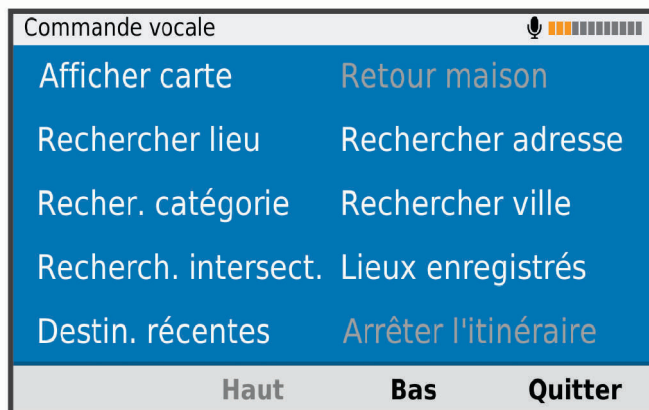 Commande vocale
Afficher carte Retour maison
Rechercher lieu Rechercher adresse
Recher. catégorie Rechercher ville
Recherch. intersect. Lieux enregistrés
Destin. récentes Arrêter l'itinéraire
Haut Bas Quitter